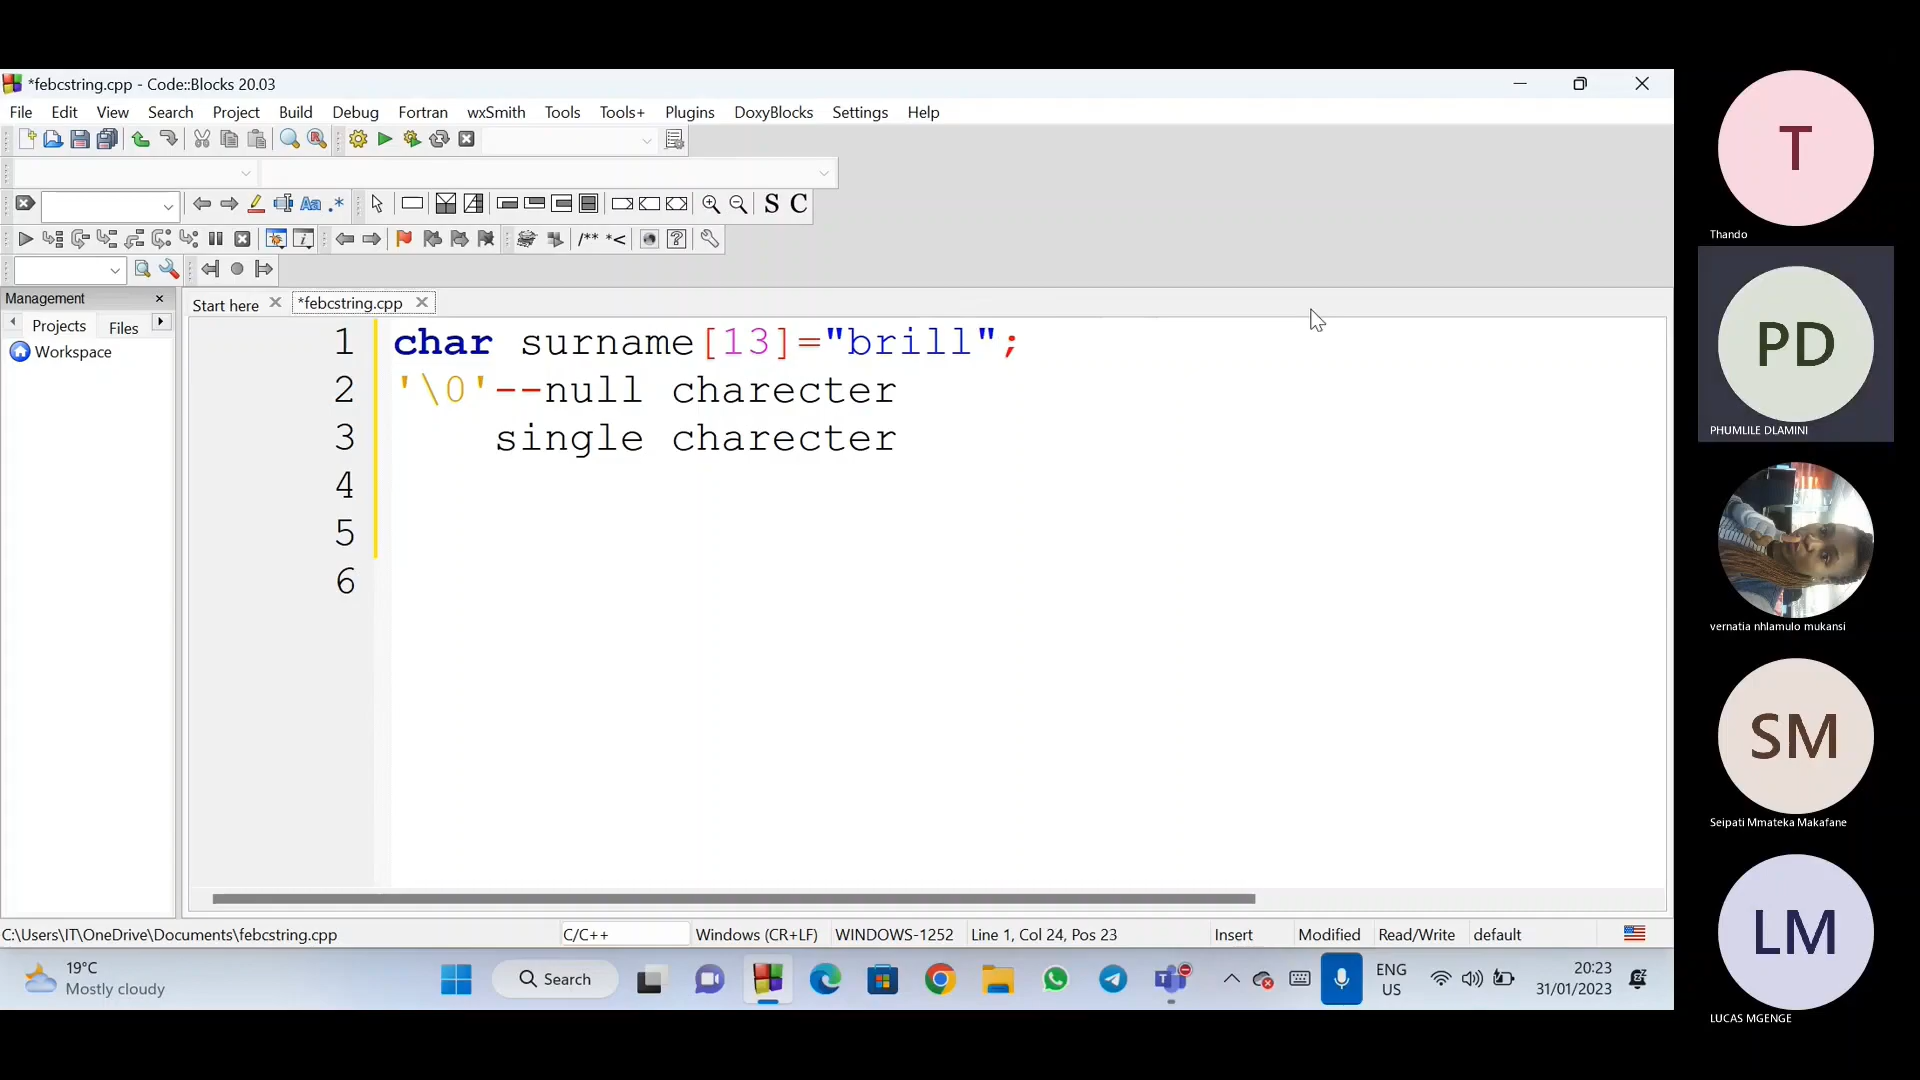 *febcstring.cpp - Code::Blocks 20.03
File Edit View Search Project Build Debug Fortran wxSmith Tools Tools+ Plugins DoxyBlocks Settings Help
S C
/** *<
Management
Projects Files
Workspace
Start here *febcstring.cpp
1 char surname[13]="brill";
2 '\0'--null charecter
3 single charecter
4
5
6
C:\Users\IT\OneDrive\Documents\febcstring.cpp C/C++ Windows (CR+LF) WINDOWS-1252 Line 1, Col 24, Pos 23 Insert Modified Read/Write default
19°C
Mostly cloudy
Search
ENG
US
20:23
31/01/2023
T
Thando
PD
PHUMLILE DLAMINI
vernatia nhlamulo mukansi
SM
Seipati Mmateka Makafane
LM
LUCAS MGENGE